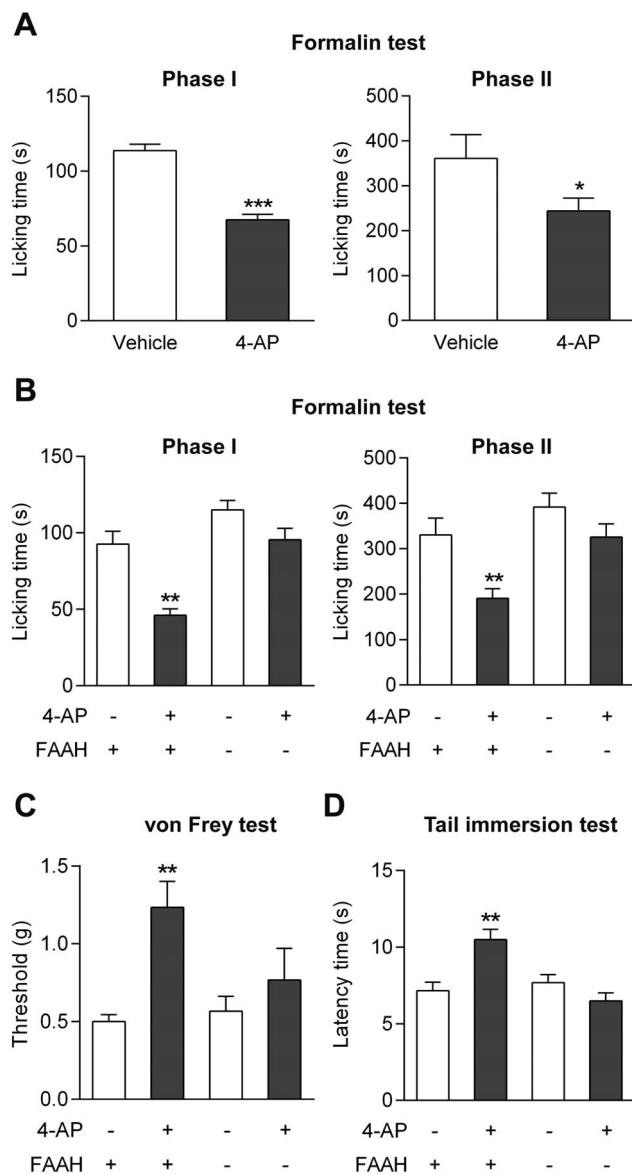 A
Formalin test
Phase I
Phase II
Licking time (s)
150
100
50
0
***
Vehicle
4-AP
Licking time (s)
500
400
300
200
100
0
*
Vehicle
4-AP
B
Formalin test
Phase I
Phase II
Licking time (s)
150
100
50
0
**
Licking time (s)
500
400
300
200
100
0
**
4-AP - + - + - + - +
FAAH + + - - + + - -
C
von Frey test
Threshold (g)
1.5
1.0
0.5
0.0
**
4-AP - + - +
FAAH + + - -
D
Tail immersion test
Latency time (s)
15
10
5
0
**
4-AP - + - +
FAAH + + - -